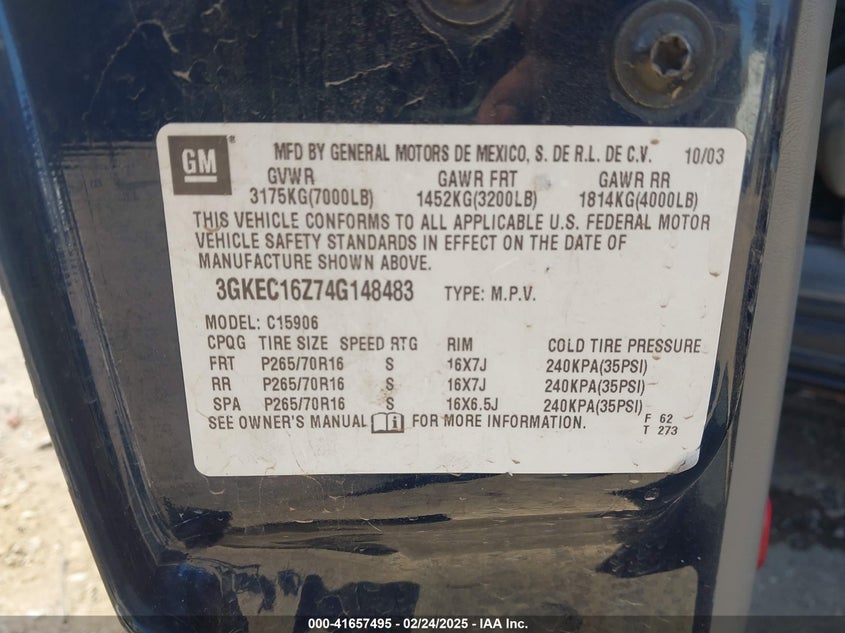 GM ® MFD BY GENERAL MOTORS DE MEXICO, S. DE R.L. DE C.V. 10/03
GVWR GAWR FRT GAWR RR
3175KG(7000LB) 1452KG(3200LB) 1814KG(4000LB)
THIS VEHICLE CONFORMS TO ALL APPLICABLE U.S. FEDERAL MOTOR
VEHICLE SAFETY STANDARDS IN EFFECT ON THE DATE OF
MANUFACTURE SHOWN ABOVE.
3GKEC16Z74G148483 TYPE: M.P.V.
MODEL: C15906
CPQG TIRE SIZE SPEED RTG RIM COLD TIRE PRESSURE
FRT P265/70R16 S 16X7J 240KPA(35PSI)
RR P265/70R16 S 16X7J 240KPA(35PSI)
SPA P265/70R16 S 16X6.5J 240KPA(35PSI)
SEE OWNER'S MANUAL i FOR MORE INFORMATION. F 62
T 273
000-41657495 - 02/24/2025 - IAA Inc.